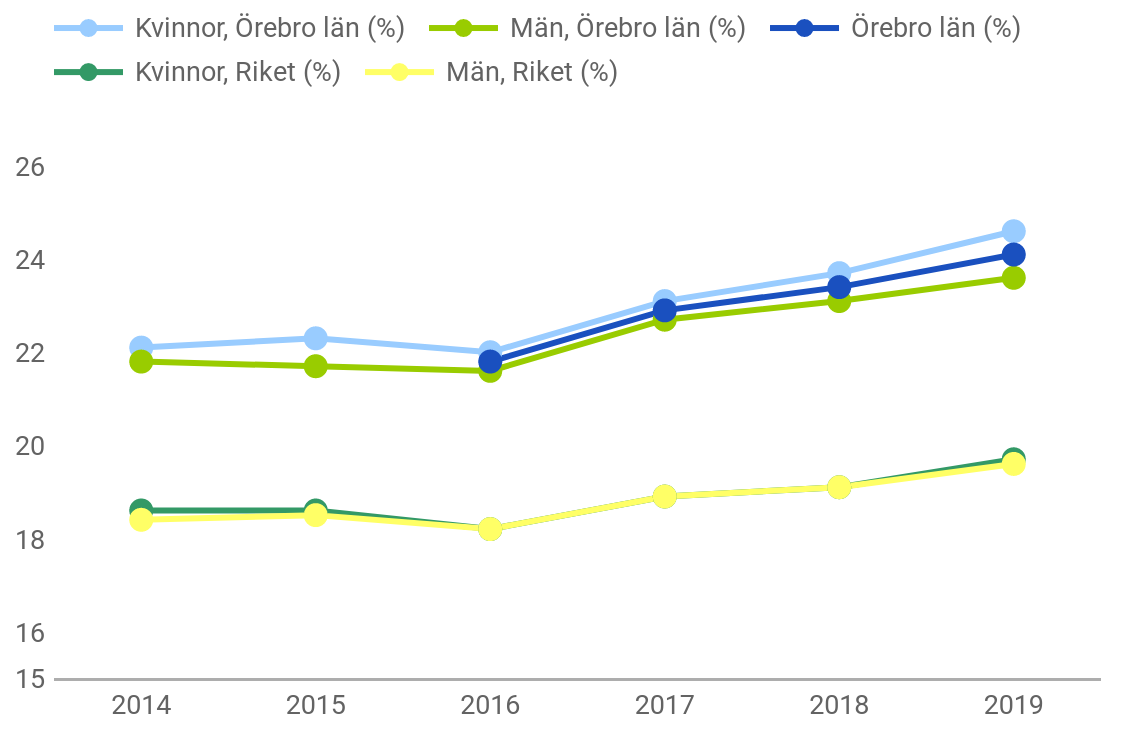 Kvinnor, Örebro län (%) Män, Örebro län (%) Örebro län (%)
Kvinnor, Riket (%) Män, Riket (%)
26
24
22
20
18
16
15
2014 2015 2016 2017 2018 2019